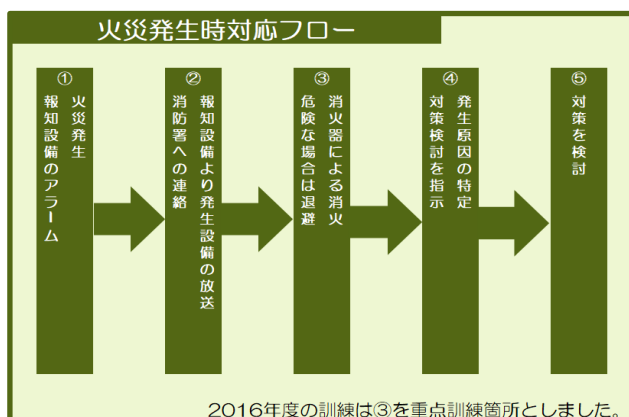 火災発生時対応フロー
①
火災発生
報知設備のアラーム
②
報知設備より発生設備の放送
消防署への連絡
③
消火器による消火
危険な場合は退避
④
発生原因の特定
対策検討を指示
⑤
対策を検討
2016年度の訓練は③を重点訓練箇所としました。